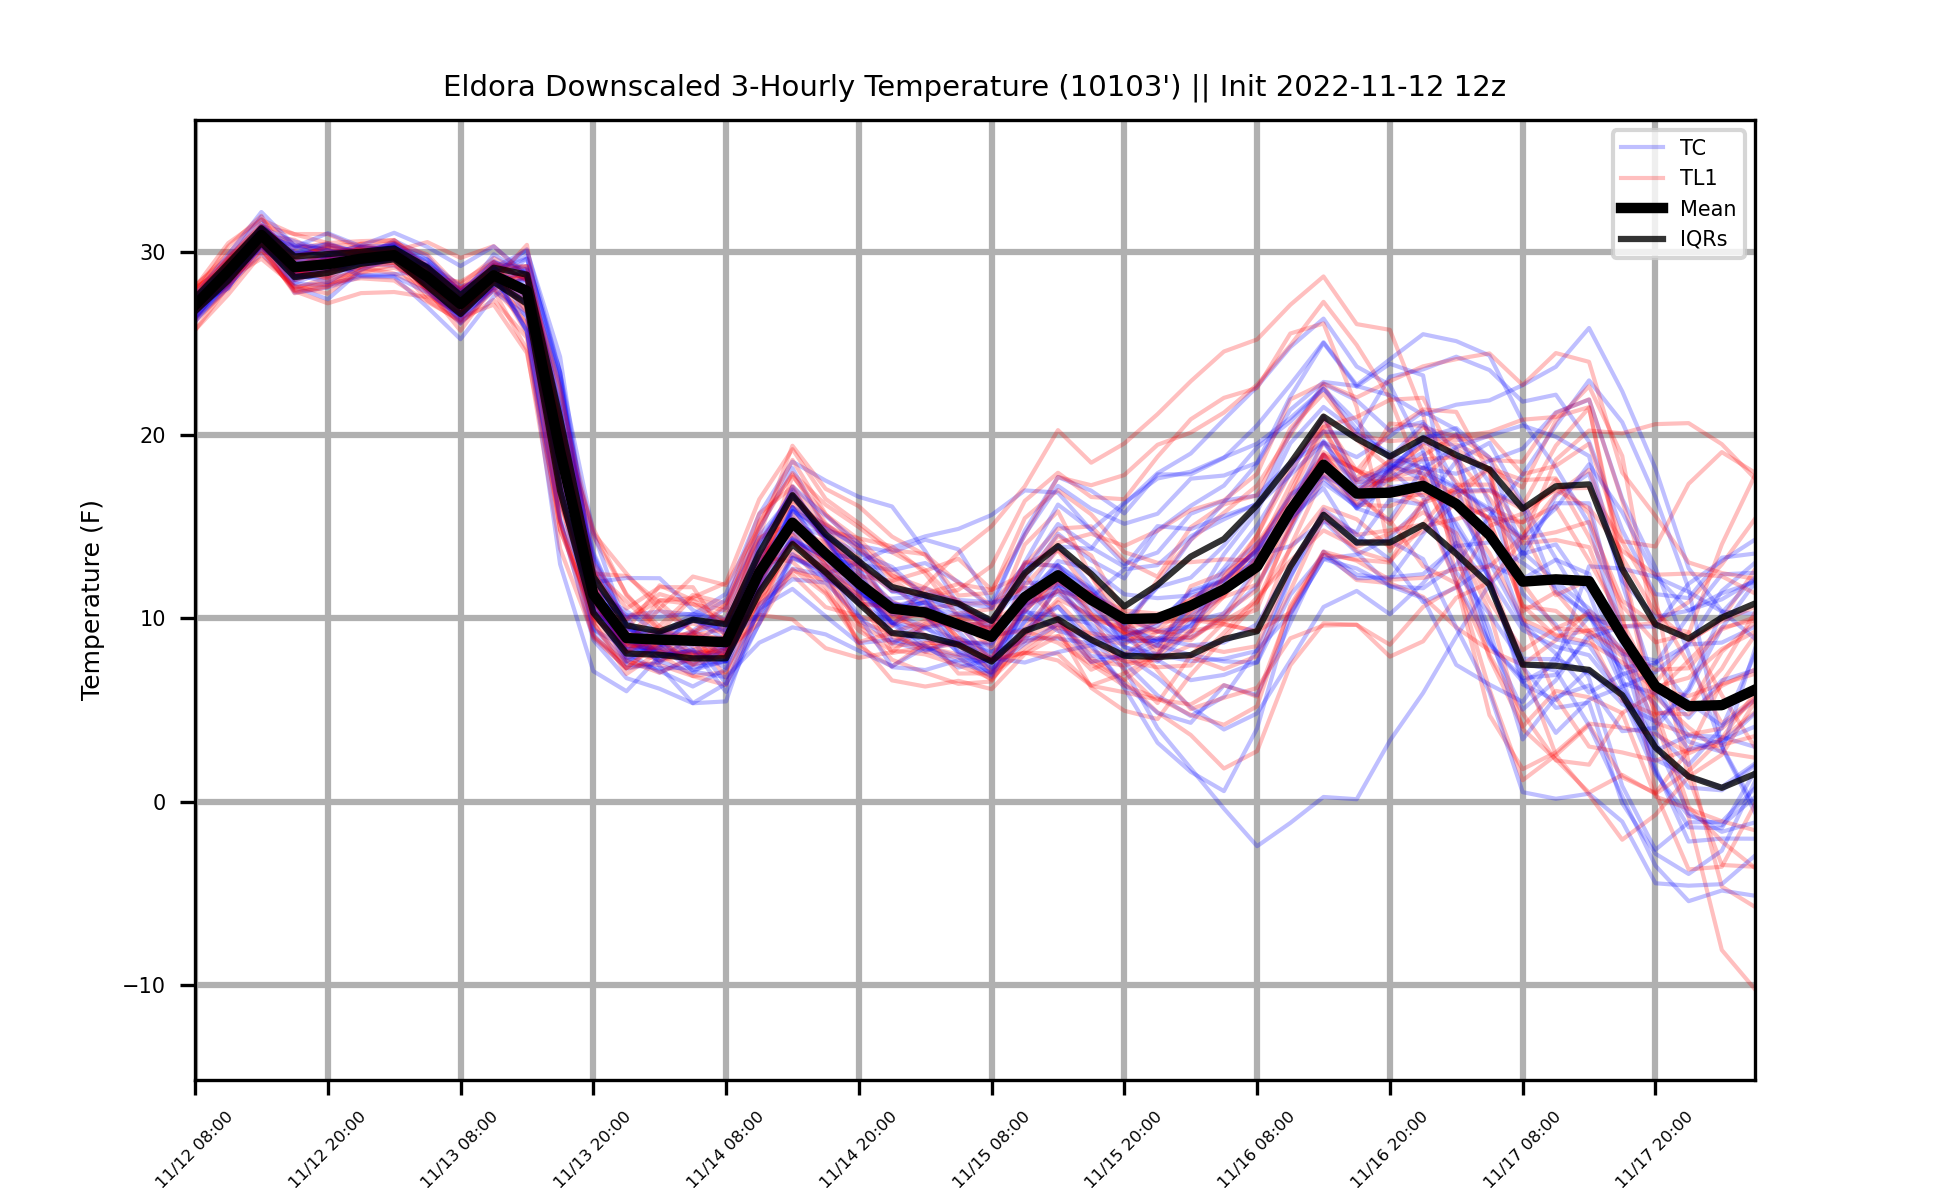 Eldora Downscaled 3-Hourly Temperature (10103') || Init 2022-11-12 12z
TC
TL1
Mean
IQRs
Temperature (F)
30
20
10
0
−10
11/12 08:00
11/12 20:00
11/13 08:00
11/13 20:00
11/14 08:00
11/14 20:00
11/15 08:00
11/15 20:00
11/16 08:00
11/16 20:00
11/17 08:00
11/17 20:00